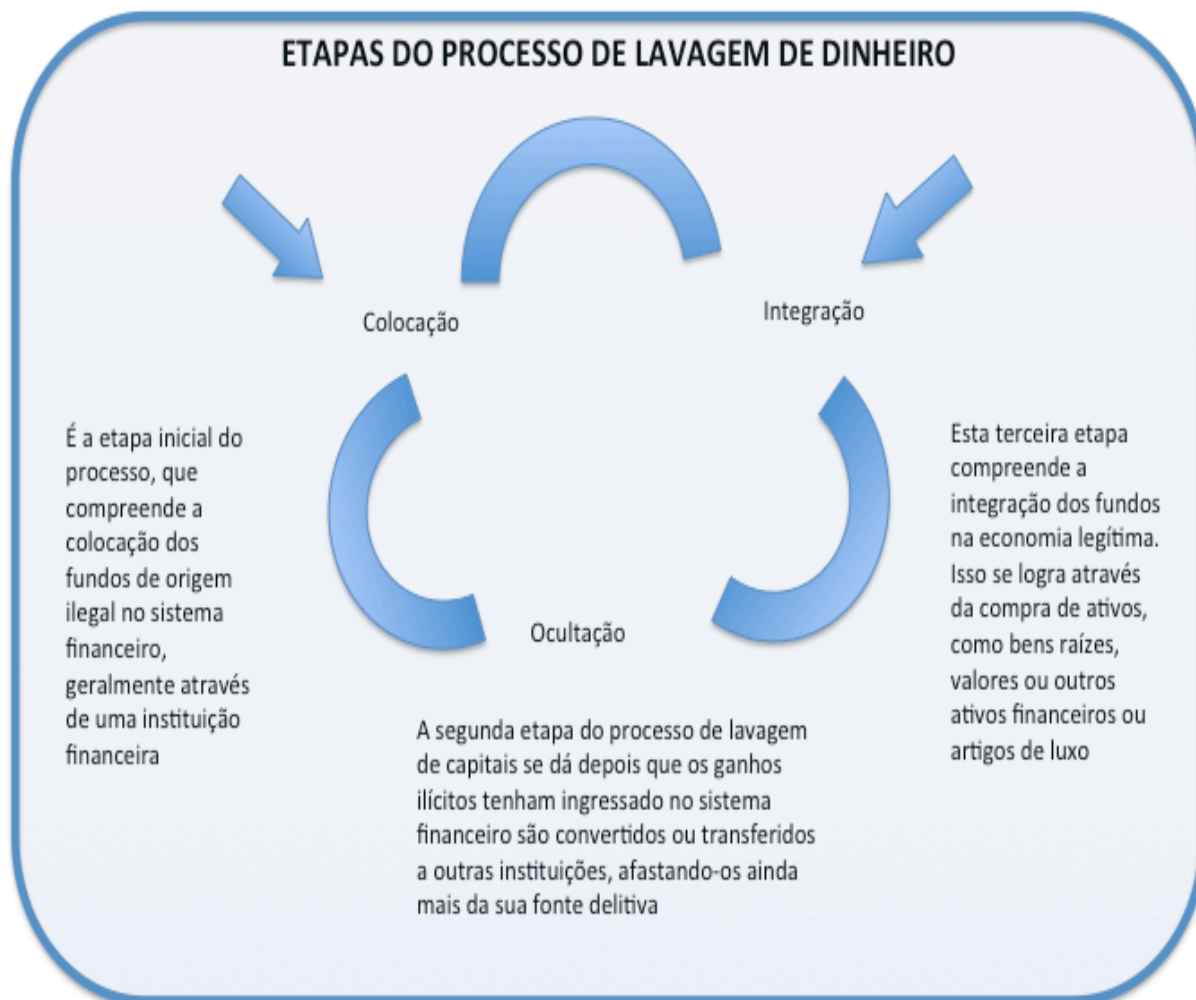 ETAPAS DO PROCESSO DE LAVAGEM DE DINHEIRO
Colocação
Integração
É a etapa inicial do
processo, que
compreende a
colocação dos
fundos de origem
ilegal no sistema
financeiro,
geralmente através
de uma instituição
financeira
Ocultação
A segunda etapa do processo de lavagem
de capitais se dá depois que os ganhos
ilícitos tenham ingressado no sistema
financeiro são convertidos ou transferidos
a outras instituições, afastando-os ainda
mais da sua fonte delitiva
Esta terceira etapa
compreende a
integração dos fundos
na economia legítima.
Isso se logra através
da compra de ativos,
como bens raízes,
valores ou outros
ativos financeiros ou
artigos de luxo